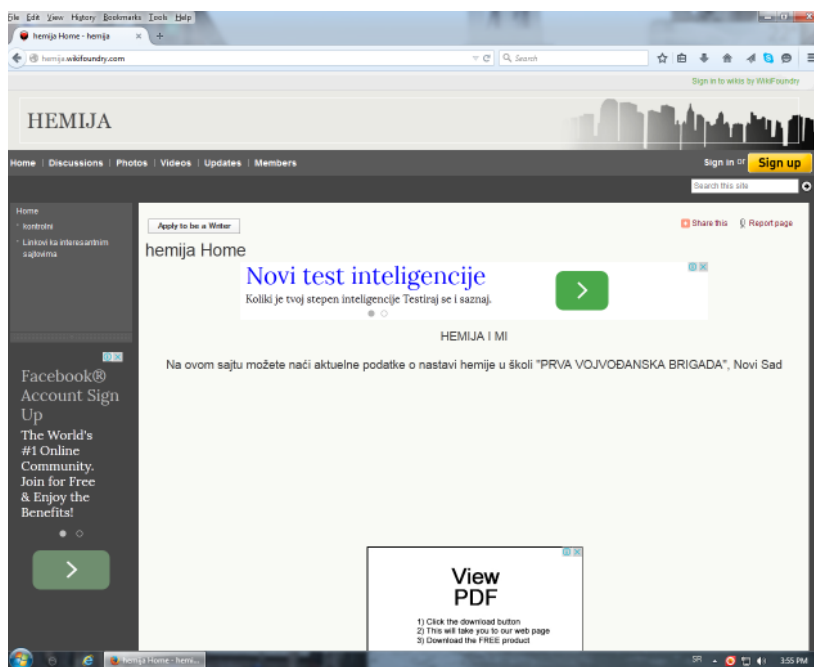 File Edit View History Bookmarks Tools Help
hemija Home - hemija
hemija.wikifoundry.com
Search
Sign in to wikis by WikiFoundry
HEMIJA
Home | Discussions | Photos | Videos | Updates | Members
Sign in or Sign up
Search this site
Home
kontrolni
Linkovi ka interesantnim
sajtovima
Apply to be a Writer
Share this
Report page
hemija Home
Novi test inteligencije
Koliki je tvoj stepen inteligencije Testiraj se i saznaj.
HEMIJA I MI
Na ovom sajtu možete naći aktuelne podatke o nastavi hemije u školi "PRVA VOJVOĐANSKA BRIGADA", Novi Sad
Facebook®
Account Sign
Up
The World's
#1 Online
Community.
Join for Free
& Enjoy the
Benefits!
View
PDF
1) Click the download button
2) This will take you to our web page
3) Download the FREE product
hemija Home - hemi...
SR
3:55 PM